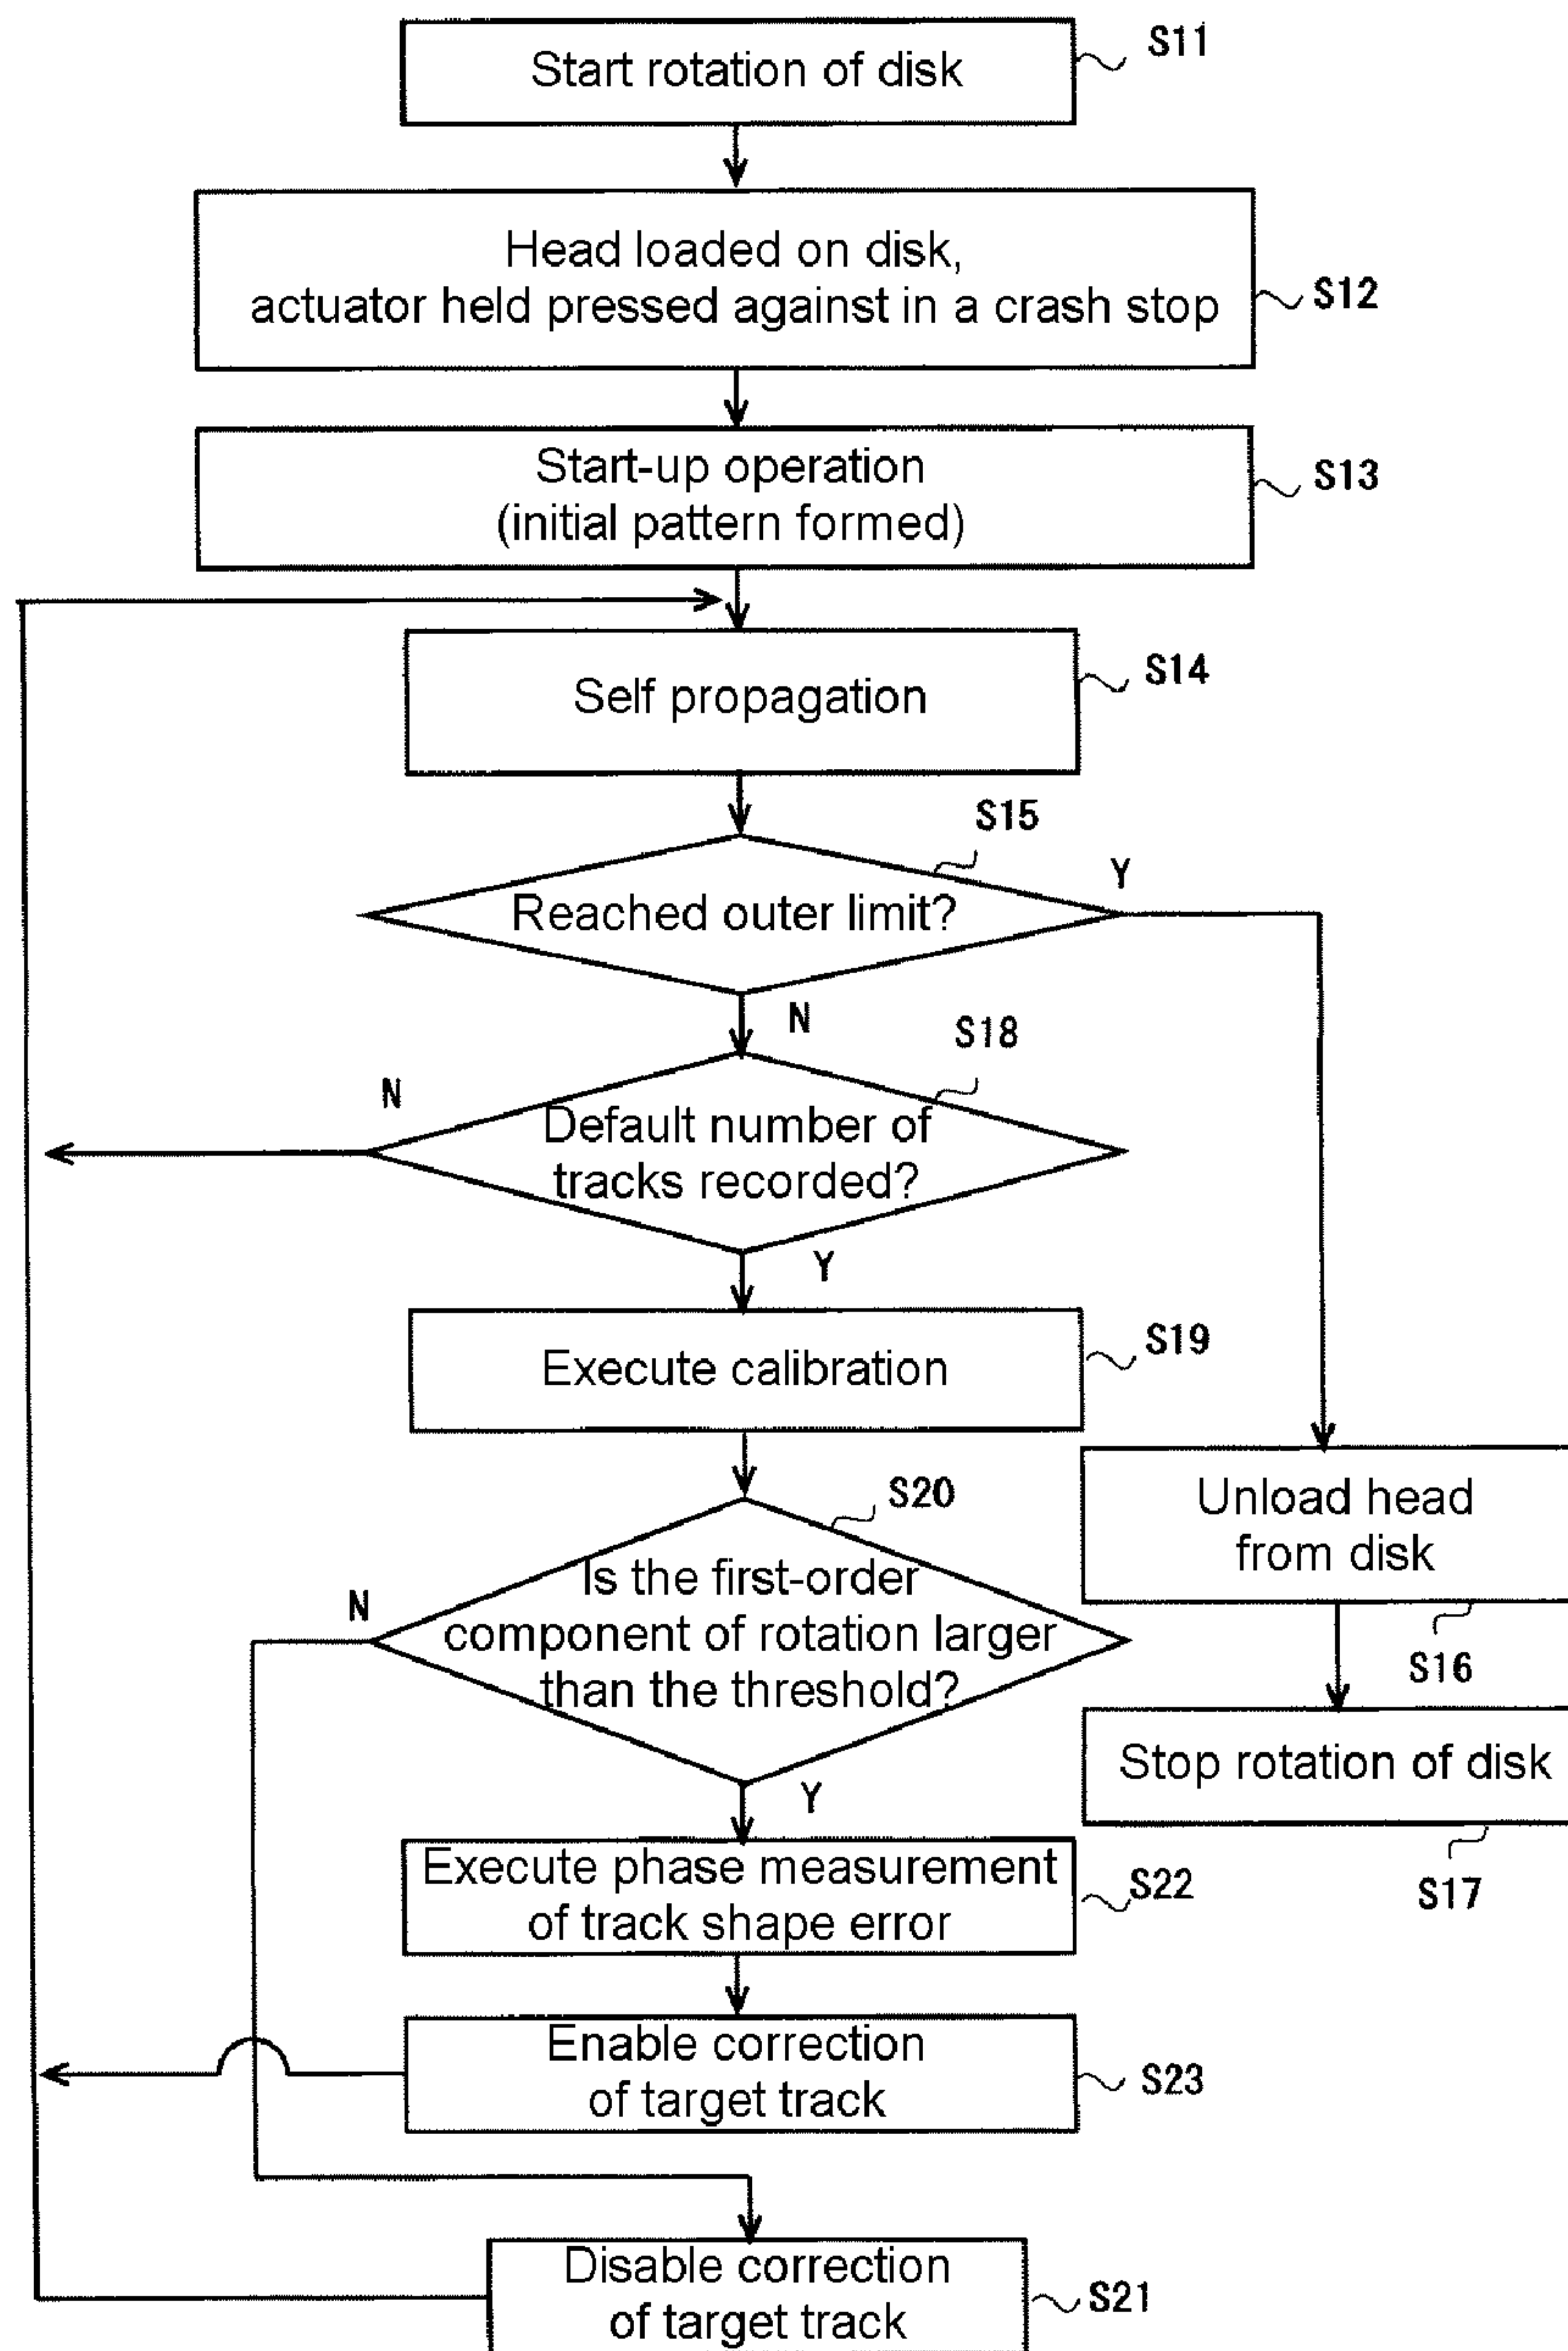 Start rotation of disk
S11
Head loaded on disk,
actuator held pressed against in a crash stop
S12
Start-up operation
(initial pattern formed)
S13
Self propagation
S14
S15
Reached outer limit?
Y
N
S18
Default number of
tracks recorded?
N
Y
Execute calibration
S19
S20
Is the first-order
component of rotation larger
than the threshold?
N
Y
Unload head
from disk
S16
Stop rotation of disk
S17
Execute phase measurement
of track shape error
S22
Enable correction
of target track
S23
Disable correction
of target track
S21